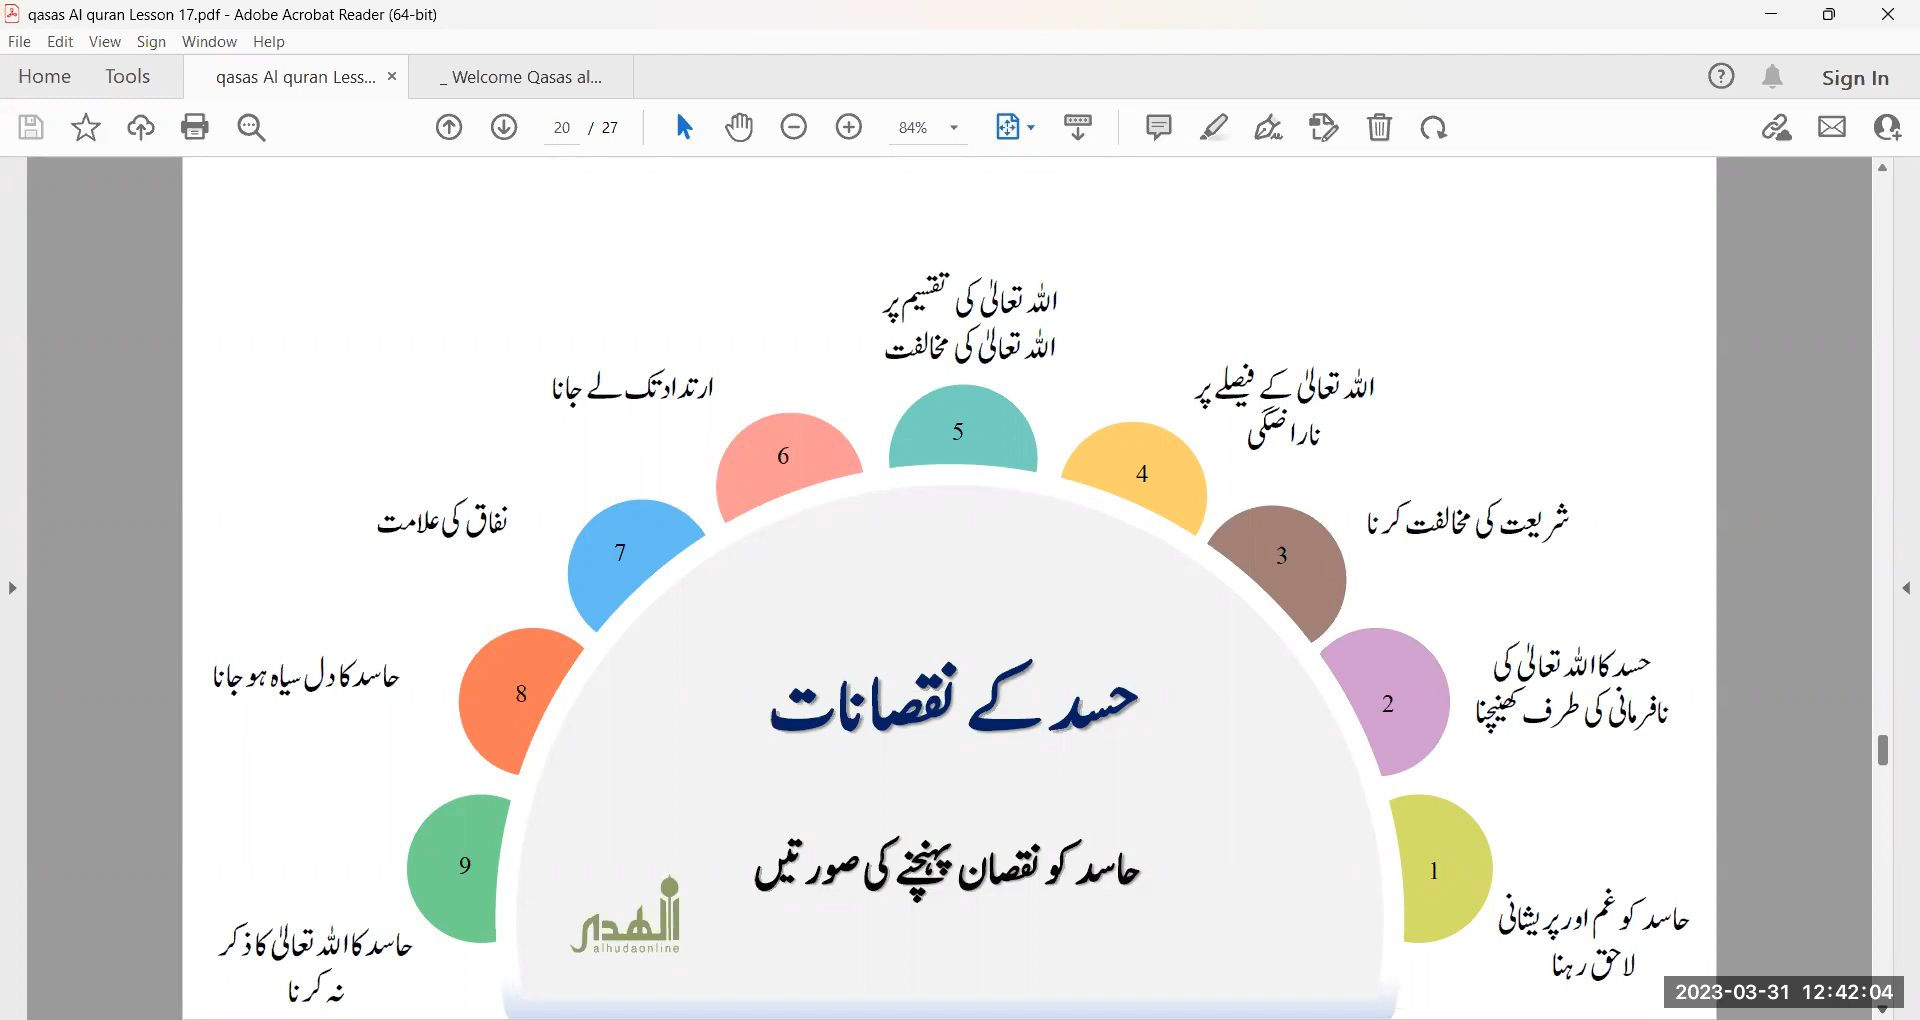 qasas Al quran Lesson 17.pdf - Adobe Acrobat Reader (64-bit)
File Edit View Sign Window Help
Home Tools qasas Al quran Less... × _ Welcome Qasas al... Sign In
20 / 27 84%
اللہ تعالیٰ کی تقسیم پر
اللہ تعالیٰ کی مخالفت
5
اللہ تعالیٰ کے فیصلے پر
ناراضگی
4
ارتداد تک لے جانا
6
شریعت کی مخالفت کرنا
3
نفاق کی علامت
7
حسد کا اللہ تعالیٰ کی
نافرمانی کی طرف کھینچنا
2
حاسد کا دل سیاہ ہو جانا
8
حسد کے نقصانات
حاسد کو نقصان پہنچنے کی صورتیں
1
حاسد کو غم اور پریشانی
لاحق رہنا
9
حاسد کا اللہ تعالیٰ کا ذکر
نہ کرنا
الھدی
alhudaonline
2023-03-31 12:42:04